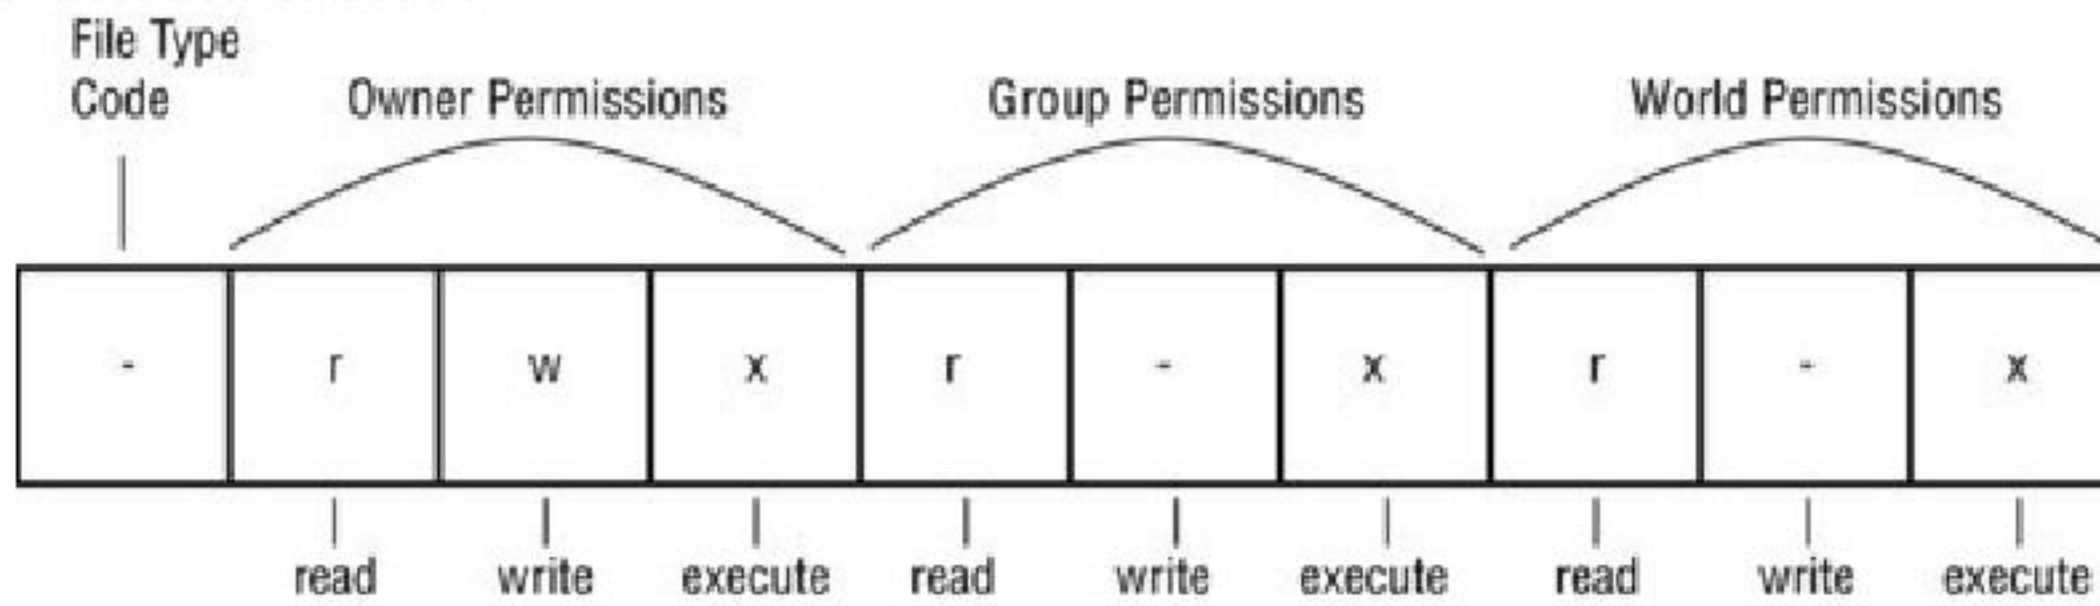 File Type
Code Owner Permissions Group Permissions World Permissions
- r w x r - x r - x
read write execute read write execute read write execute